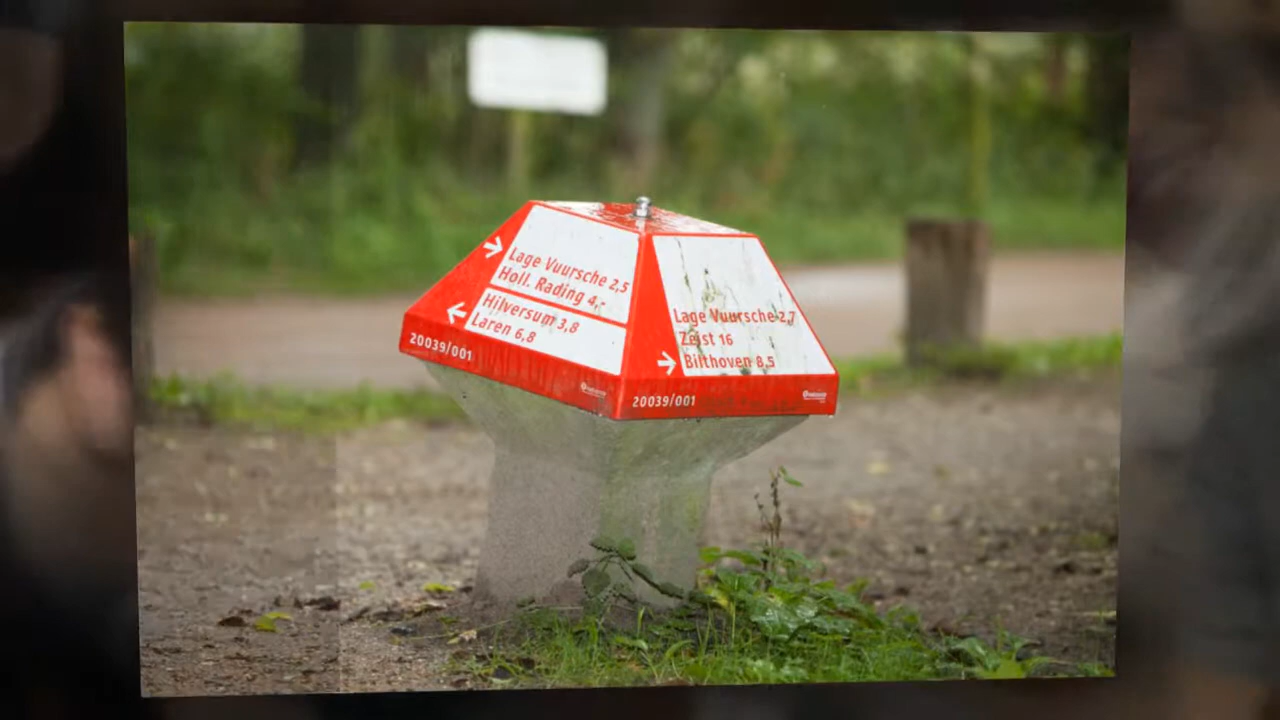 Lage Vuursche 2,5
Holl. Rading 4,-
Hilversum 3,8
Laren 6,8
20039/001
Lage Vuursche 2,7
Zeist 16
Bilthoven 8,5
20039/001